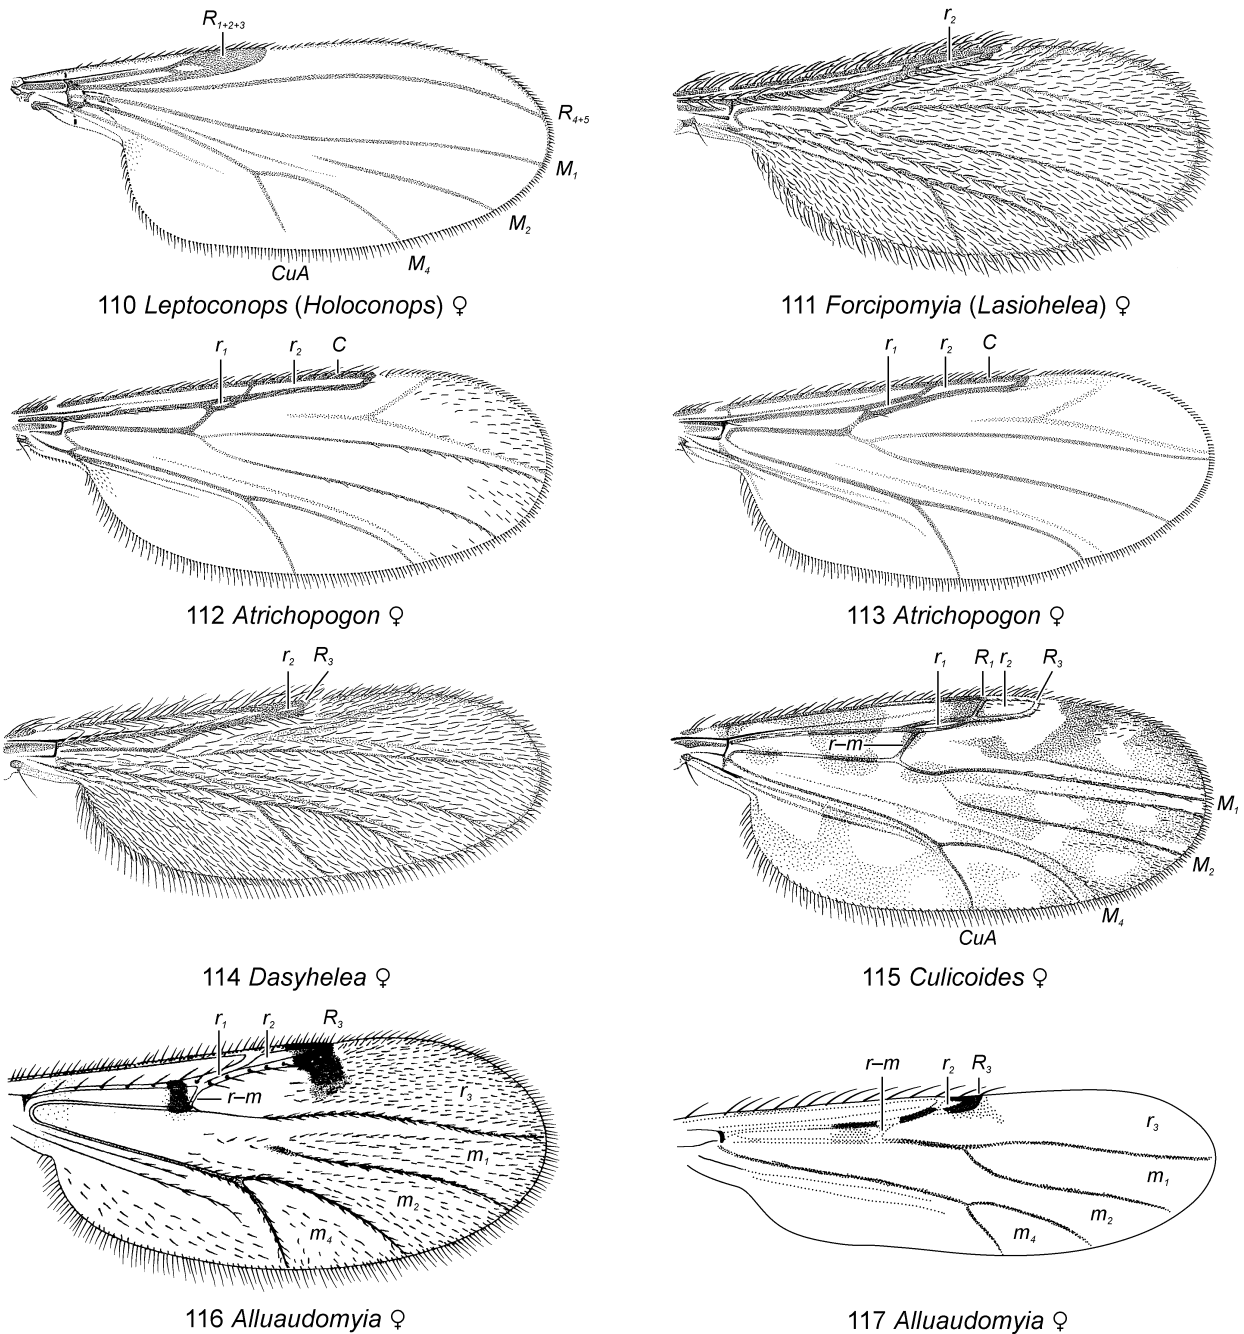 R1+2+3
R4+5
M1
M2
M4
CuA
110 Leptoconops (Holoconops) ♀
r2
111 Forcipomyia (Lasiohelea) ♀
r1 r2 C
112 Atrichopogon ♀
r1 r2 C
113 Atrichopogon ♀
r2 R3
114 Dasyhelea ♀
r1 R1 r2 R3
r–m
M1
M2
M4
CuA
115 Culicoides ♀
r1 r2 R3
r–m
r3
m1
m2
m4
116 Alluaudomyia ♀
r–m r2 R3
r3
m1
m2
m4
117 Alluaudomyia ♀